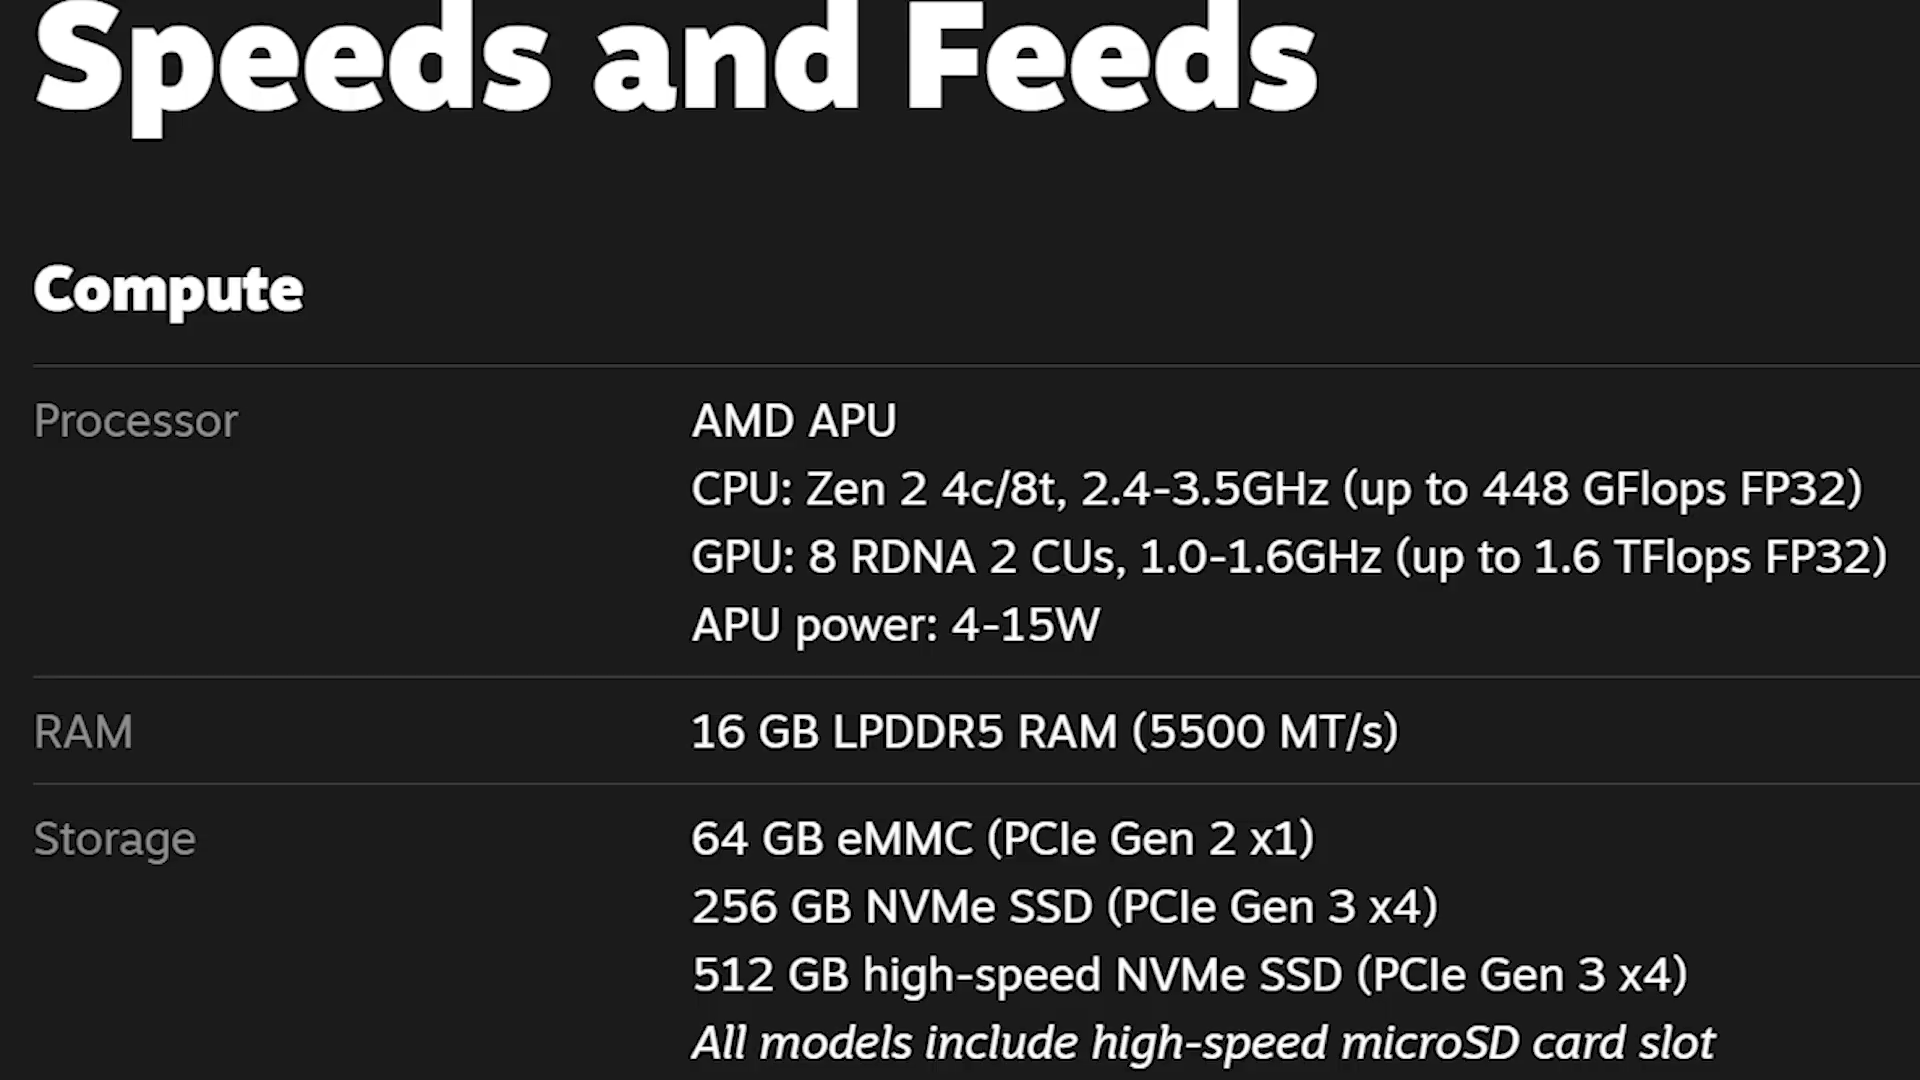 Speeds and Feeds
Compute
Processor
AMD APU
CPU: Zen 2 4c/8t, 2.4-3.5GHz (up to 448 GFlops FP32)
GPU: 8 RDNA 2 CUs, 1.0-1.6GHz (up to 1.6 TFlops FP32)
APU power: 4-15W
RAM
16 GB LPDDR5 RAM (5500 MT/s)
Storage
64 GB eMMC (PCIe Gen 2 x1)
256 GB NVMe SSD (PCIe Gen 3 x4)
512 GB high-speed NVMe SSD (PCIe Gen 3 x4)
All models include high-speed microSD card slot